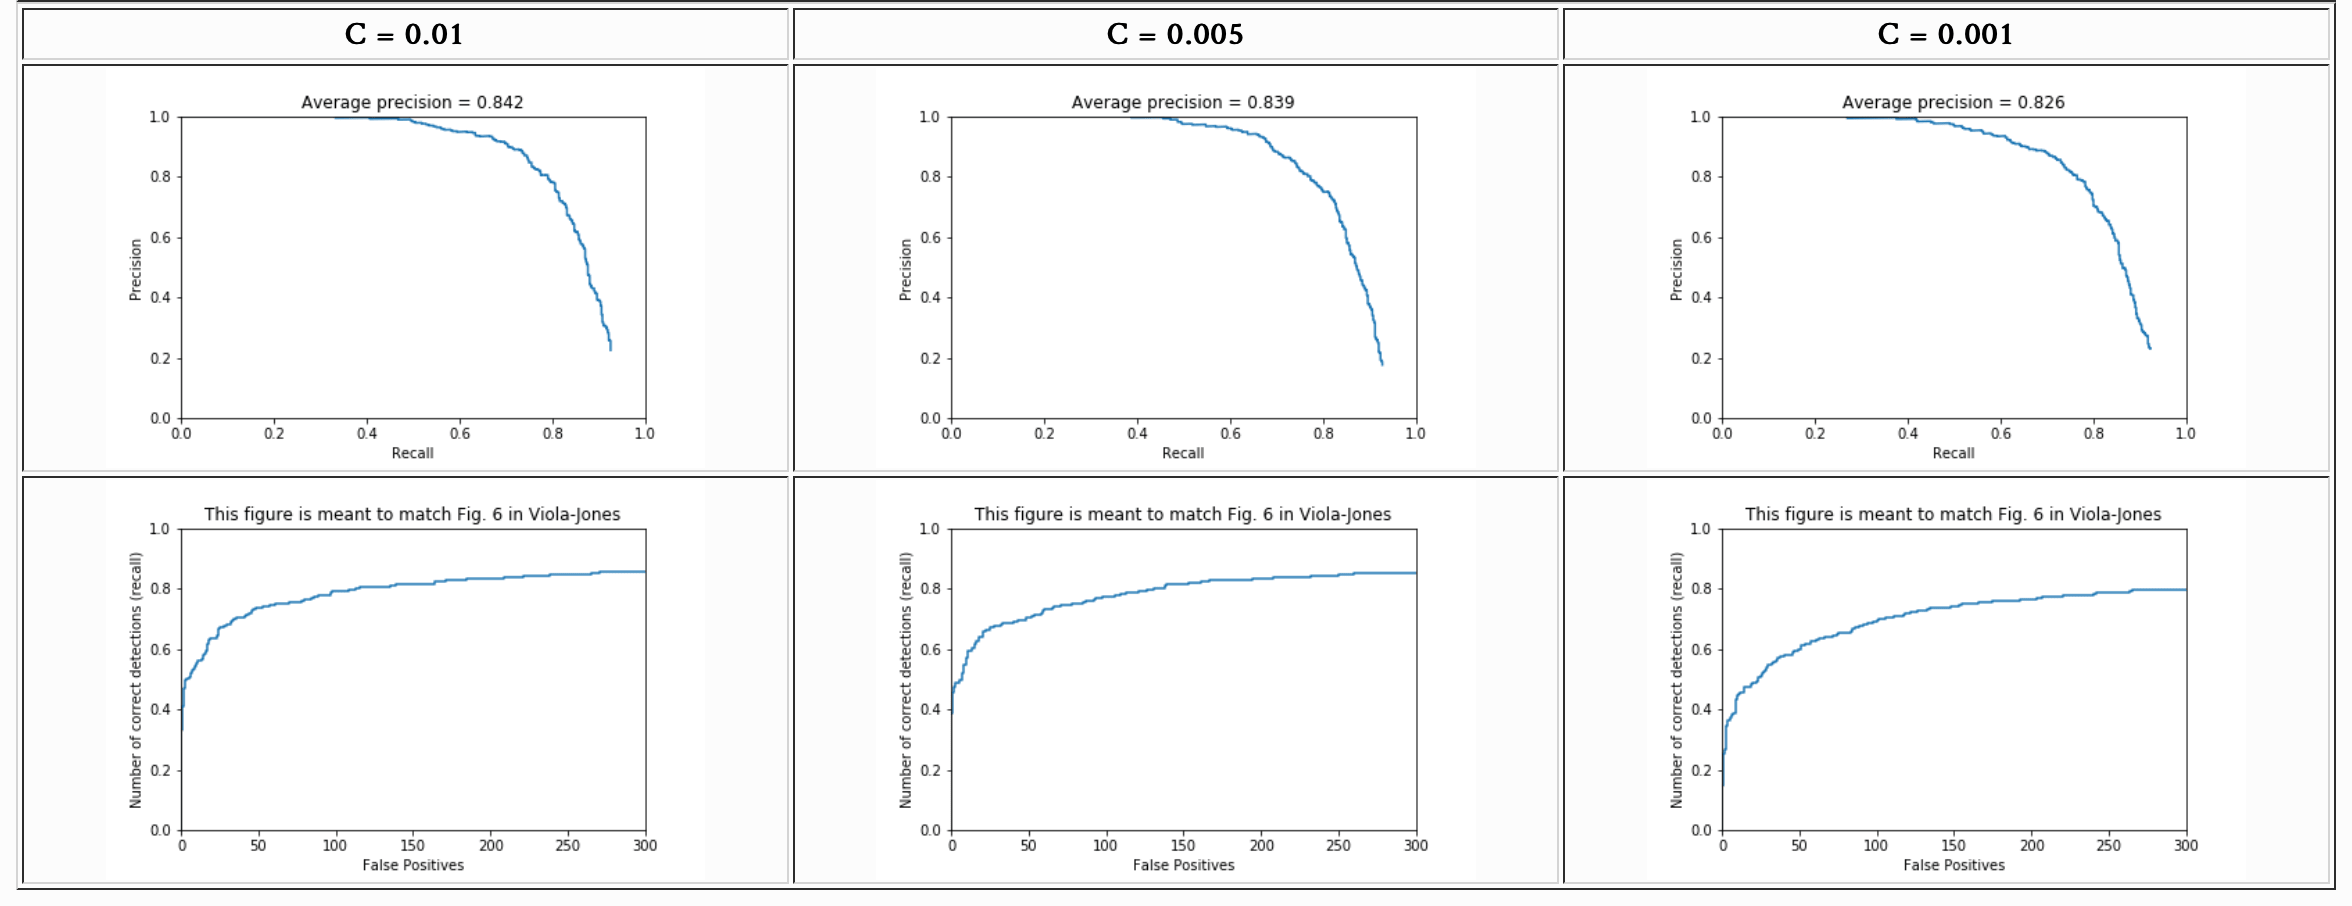 C = 0.01
C = 0.005
C = 0.001
Average precision = 0.842
1.0
0.8
0.6
0.4
0.2
0.0
Precision
0.0 0.2 0.4 0.6 0.8 1.0
Recall
Average precision = 0.839
1.0
0.8
0.6
0.4
0.2
0.0
Precision
0.0 0.2 0.4 0.6 0.8 1.0
Recall
Average precision = 0.826
1.0
0.8
0.6
0.4
0.2
0.0
Precision
0.0 0.2 0.4 0.6 0.8 1.0
Recall
This figure is meant to match Fig. 6 in Viola-Jones
1.0
0.8
0.6
0.4
0.2
0.0
Number of correct detections (recall)
0 50 100 150 200 250 300
False Positives
This figure is meant to match Fig. 6 in Viola-Jones
1.0
0.8
0.6
0.4
0.2
0.0
Number of correct detections (recall)
0 50 100 150 200 250 300
False Positives
This figure is meant to match Fig. 6 in Viola-Jones
1.0
0.8
0.6
0.4
0.2
0.0
Number of correct detections (recall)
0 50 100 150 200 250 300
False Positives